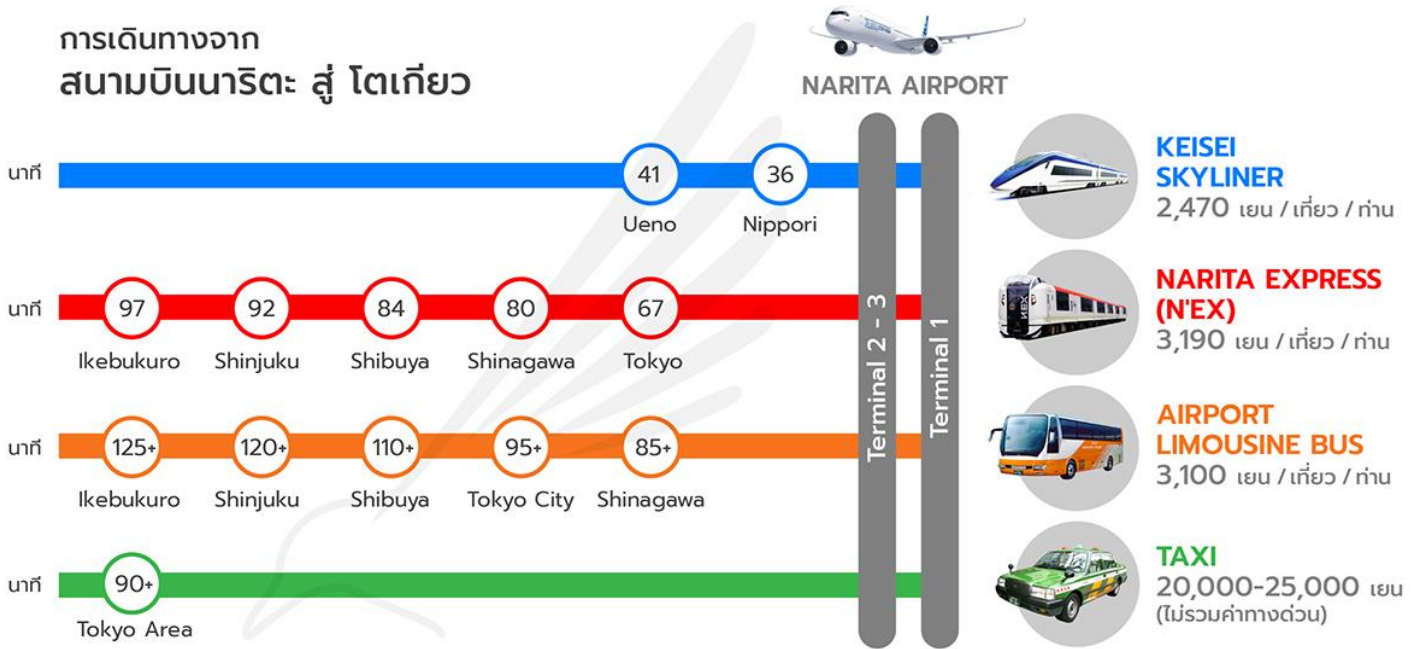 การเดินทางจาก
สนามบินนาริตะ สู่ โตเกียว
NARITA AIRPORT
Terminal 2 - 3
Terminal 1
นาที
41
36
Ueno
Nippori
KEISEI
SKYLINER
2,470 เยน / เที่ยว / ท่าน
นาที
97
92
84
80
67
Ikebukuro
Shinjuku
Shibuya
Shinagawa
Tokyo
NARITA EXPRESS
(N'EX)
3,190 เยน / เที่ยว / ท่าน
นาที
125+
120+
110+
95+
85+
Ikebukuro
Shinjuku
Shibuya
Tokyo City
Shinagawa
AIRPORT
LIMOUSINE BUS
3,100 เยน / เที่ยว / ท่าน
นาที
90+
Tokyo Area
TAXI
20,000-25,000 เยน
(ไม่รวมค่าทางด่วน)